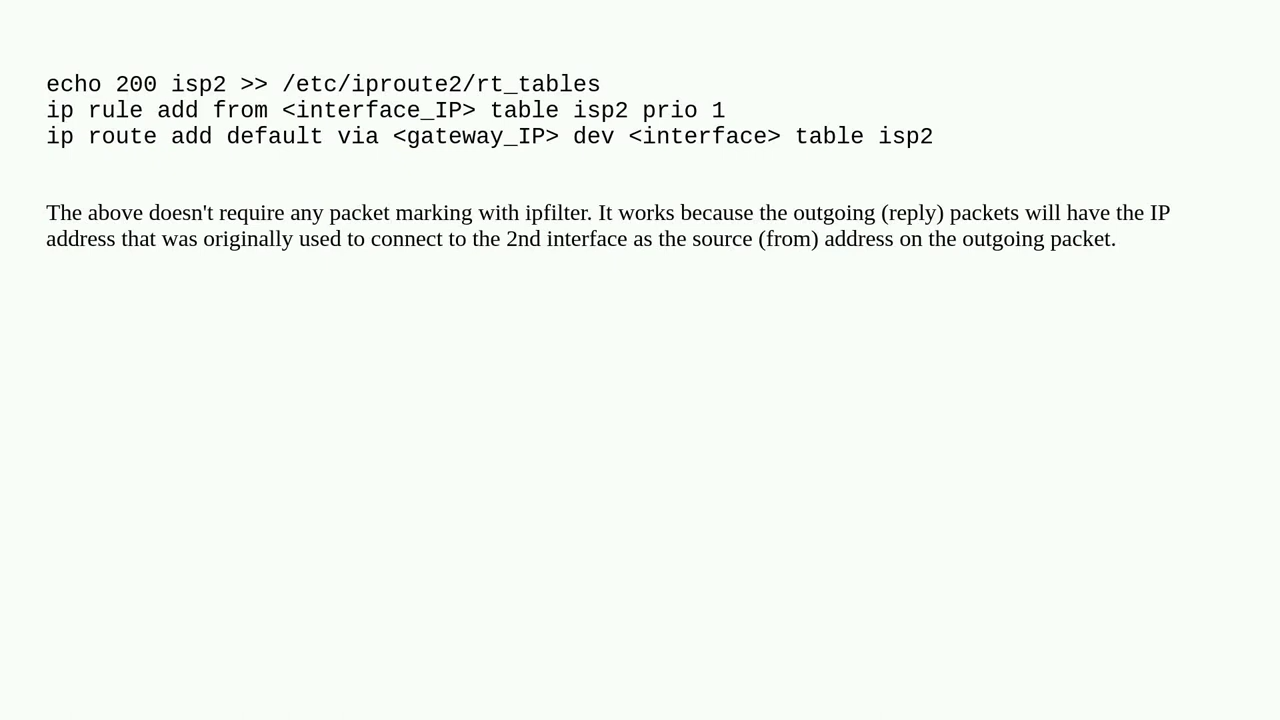 echo 200 isp2 >> /etc/iproute2/rt_tables
ip rule add from <interface_IP> table isp2 prio 1
ip route add default via <gateway_IP> dev <interface> table isp2
The above doesn't require any packet marking with ipfilter. It works because the outgoing (reply) packets will have the IP
address that was originally used to connect to the 2nd interface as the source (from) address on the outgoing packet.